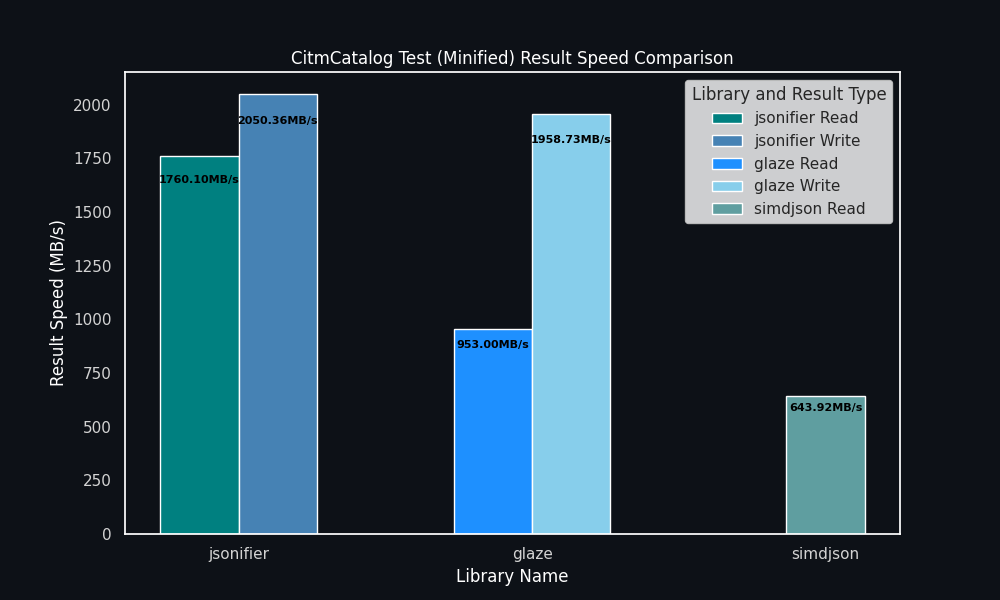 CitmCatalog Test (Minified) Result Speed Comparison
Result Speed (MB/s)
2000
1750
1500
1250
1000
750
500
250
0
1760.10MB/s
2050.36MB/s
953.00MB/s
1958.73MB/s
643.92MB/s
Library and Result Type
jsonifier Read
jsonifier Write
glaze Read
glaze Write
simdjson Read
jsonifier
glaze
simdjson
Library Name